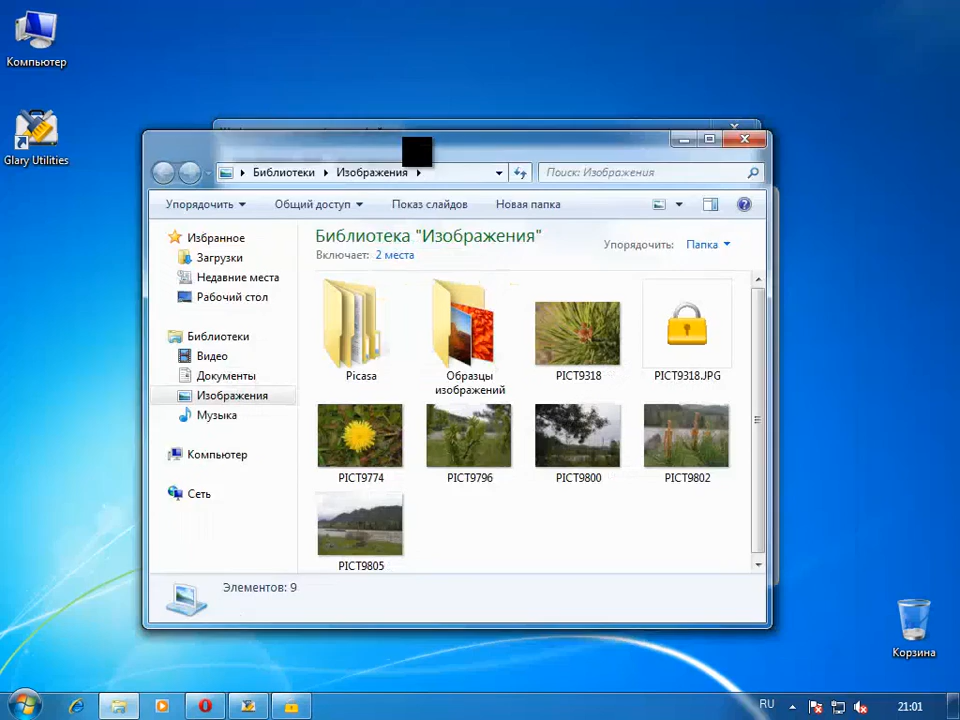 Компьютер
Glary Utilities
Библиотеки
Изображения
Поиск: Изображения
Упорядочить
Общий доступ
Показ слайдов
Новая папка
Избранное
Загрузки
Недавние места
Рабочий стол
Библиотеки
Видео
Документы
Изображения
Музыка
Компьютер
Сеть
Библиотека "Изображения"
Включает: 2 места
Упорядочить: Папка
Picasa
Образцы
изображений
PICT9318
PICT9318.JPG
PICT9774
PICT9796
PICT9800
PICT9802
PICT9805
Элементов: 9
Корзина
RU
21:01